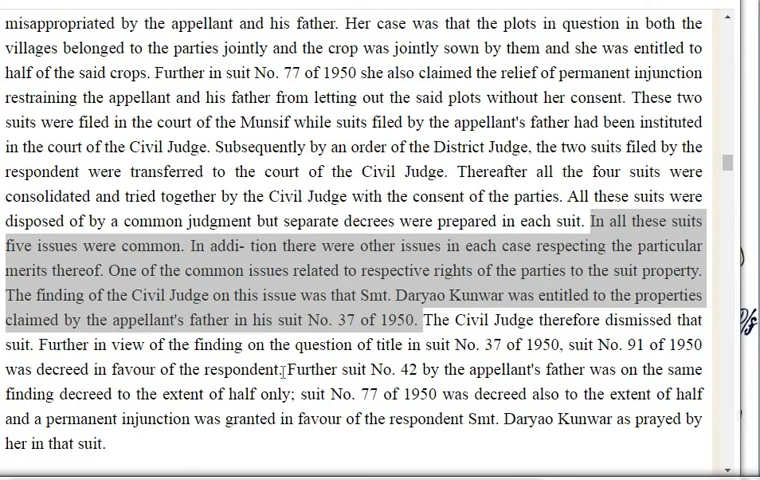 misappropriated by the appellant and his father. Her case was that the plots in question in both the
villages belonged to the parties jointly and the crop was jointly sown by them and she was entitled to
half of the said crops. Further in suit No. 77 of 1950 she also claimed the relief of permanent injunction
restraining the appellant and his father from letting out the said plots without her consent. These two
suits were filed in the court of the Munsif while suits filed by the appellant's father had been instituted
in the court of the Civil Judge. Subsequently by an order of the District Judge, the two suits filed by the
respondent were transferred to the court of the Civil Judge. Thereafter all the four suits were
consolidated and tried together by the Civil Judge with the consent of the parties. All these suits were
disposed of by a common judgment but separate decrees were prepared in each suit. In all these suits
five issues were common. In addi- tion there were other issues in each case respecting the particular
merits thereof. One of the common issues related to respective rights of the parties to the suit property.
The finding of the Civil Judge on this issue was that Smt. Daryao Kunwar was entitled to the properties
claimed by the appellant's father in his suit No. 37 of 1950. The Civil Judge therefore dismissed that
suit. Further in view of the finding on the question of title in suit No. 37 of 1950, suit No. 91 of 1950
was decreed in favour of the respondent. Further suit No. 42 by the appellant's father was on the same
finding decreed to the extent of half only; suit No. 77 of 1950 was decreed also to the extent of half
and a permanent injunction was granted in favour of the respondent Smt. Daryao Kunwar as prayed by
her in that suit.